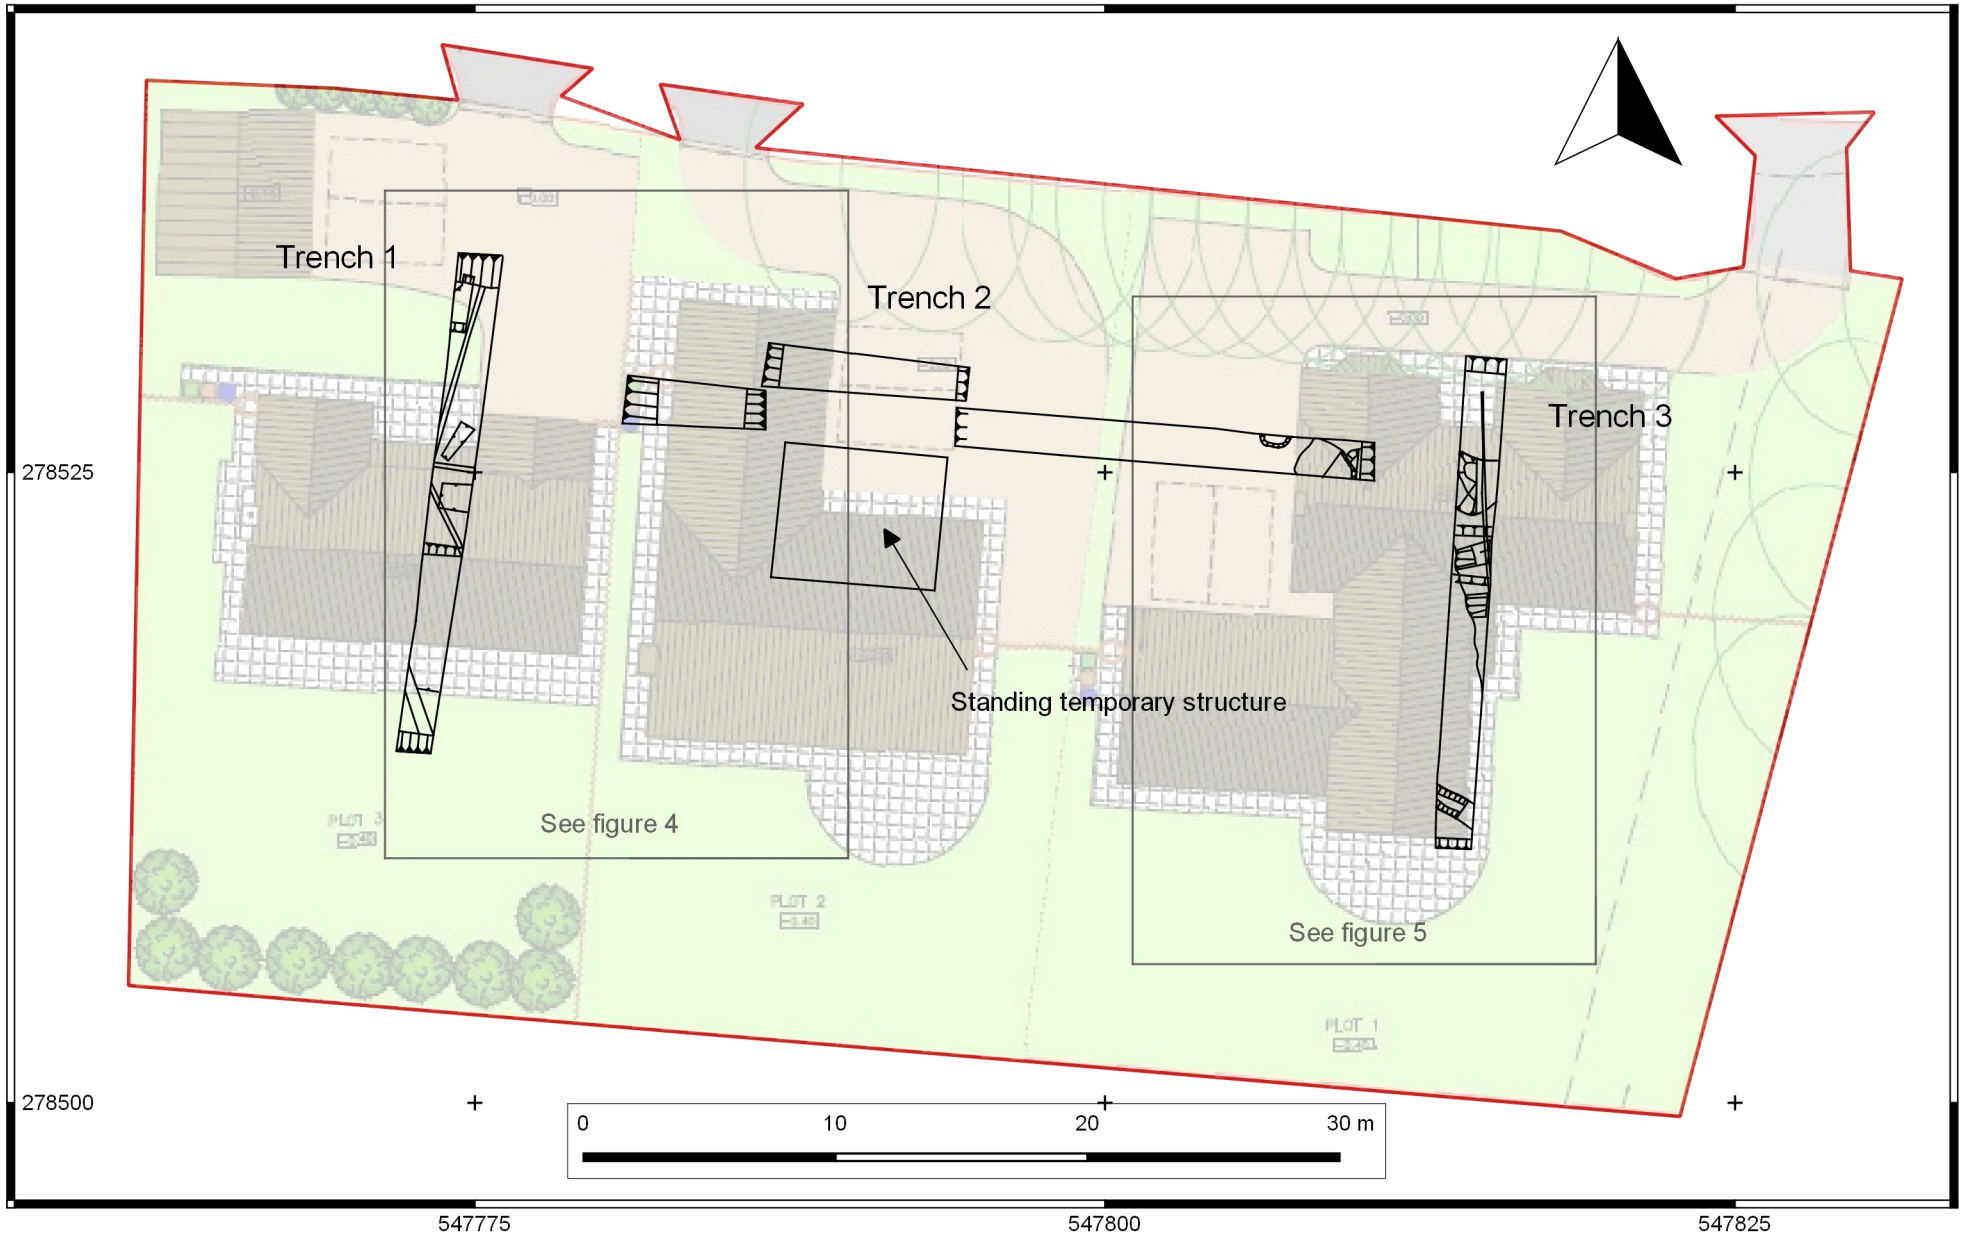 Trench 1
Trench 2
Trench 3
278525
Standing temporary structure
See figure 4
PLOT 3
PLOT 2
See figure 5
PLOT 1
278500
0 10 20 30 m
547775 547800 547825